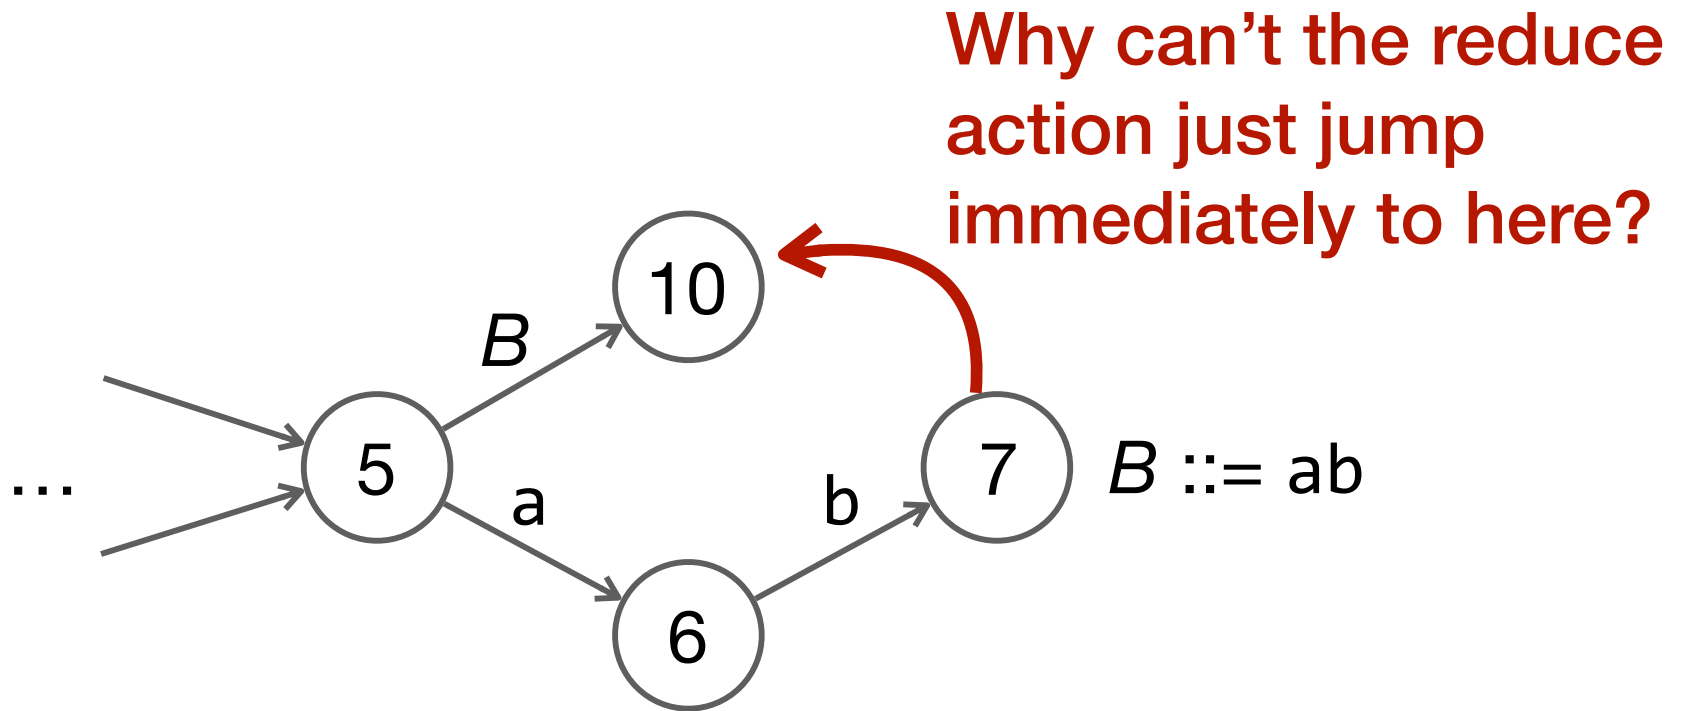 Why can’t the reduce
action just jump
immediately to here?
10
B
...
5
a
b
7
B ::= ab
6